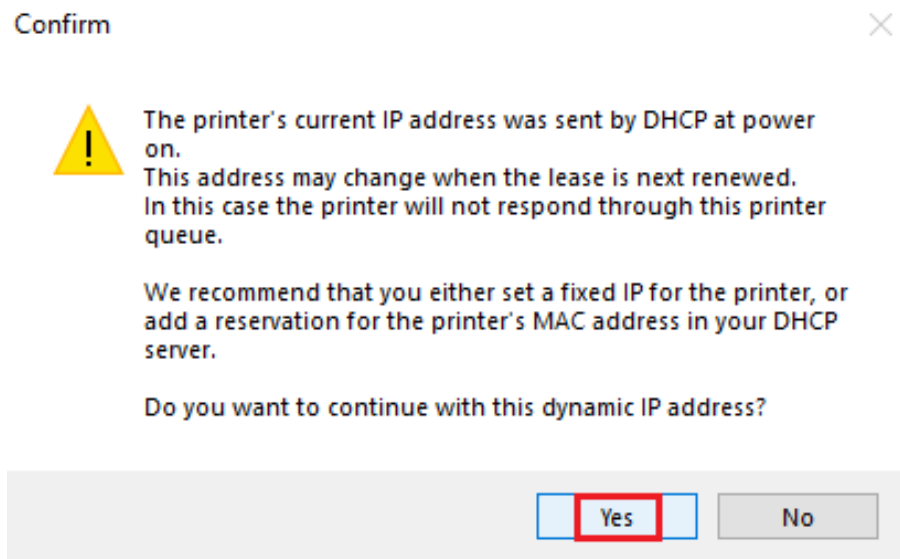 Confirm
The printer's current IP address was sent by DHCP at power
on.
This address may change when the lease is next renewed.
In this case the printer will not respond through this printer
queue.
We recommend that you either set a fixed IP for the printer, or
add a reservation for the printer's MAC address in your DHCP
server.
Do you want to continue with this dynamic IP address?
Yes No